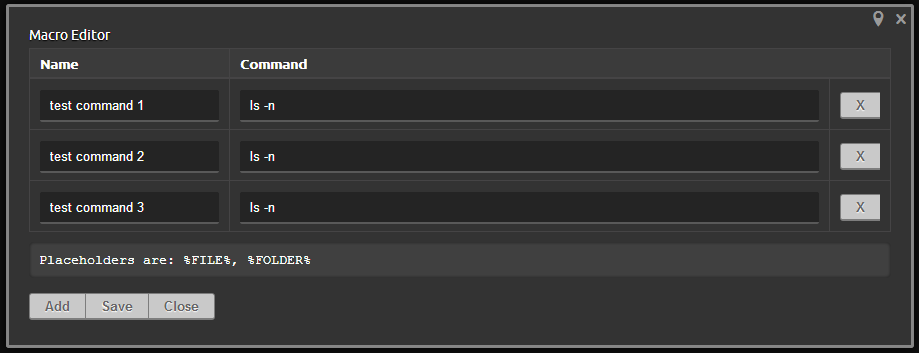 Macro Editor
Name Command
test command 1 ls -n X
test command 2 ls -n X
test command 3 ls -n X
Placeholders are: %FILE%, %FOLDER%
Add Save Close